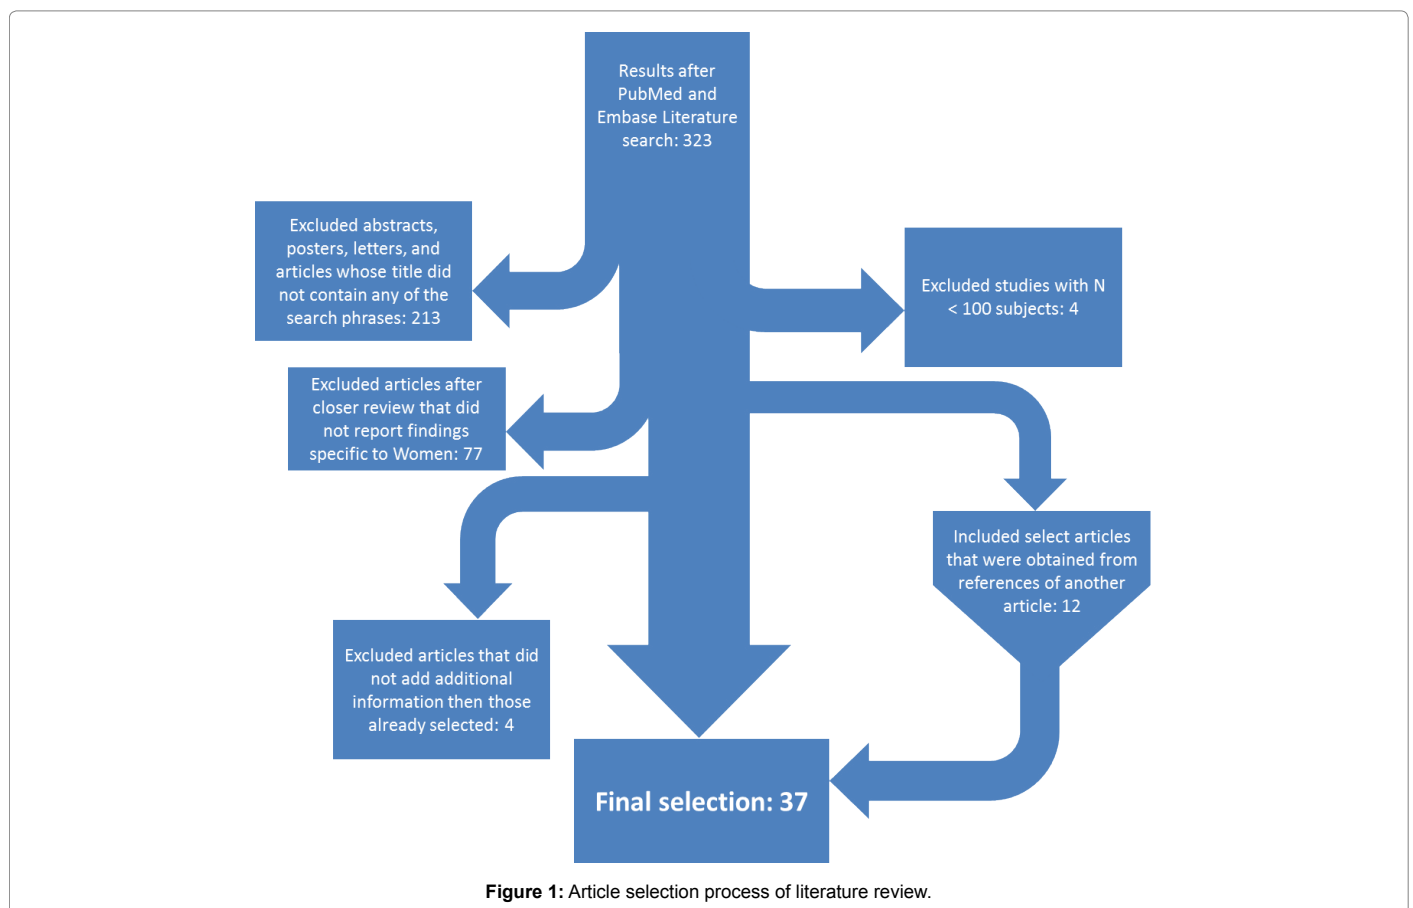 Results after
PubMed and
Embase Literature
search: 323
Excluded abstracts,
posters, letters, and
articles whose title did
not contain any of the
search phrases: 213
Excluded studies with N
< 100 subjects: 4
Excluded articles after
closer review that did
not report findings
specific to Women: 77
Included select articles
that were obtained from
references of another
article: 12
Excluded articles that did
not add additional
information then those
already selected: 4
Final selection: 37
Figure 1: Article selection process of literature review.